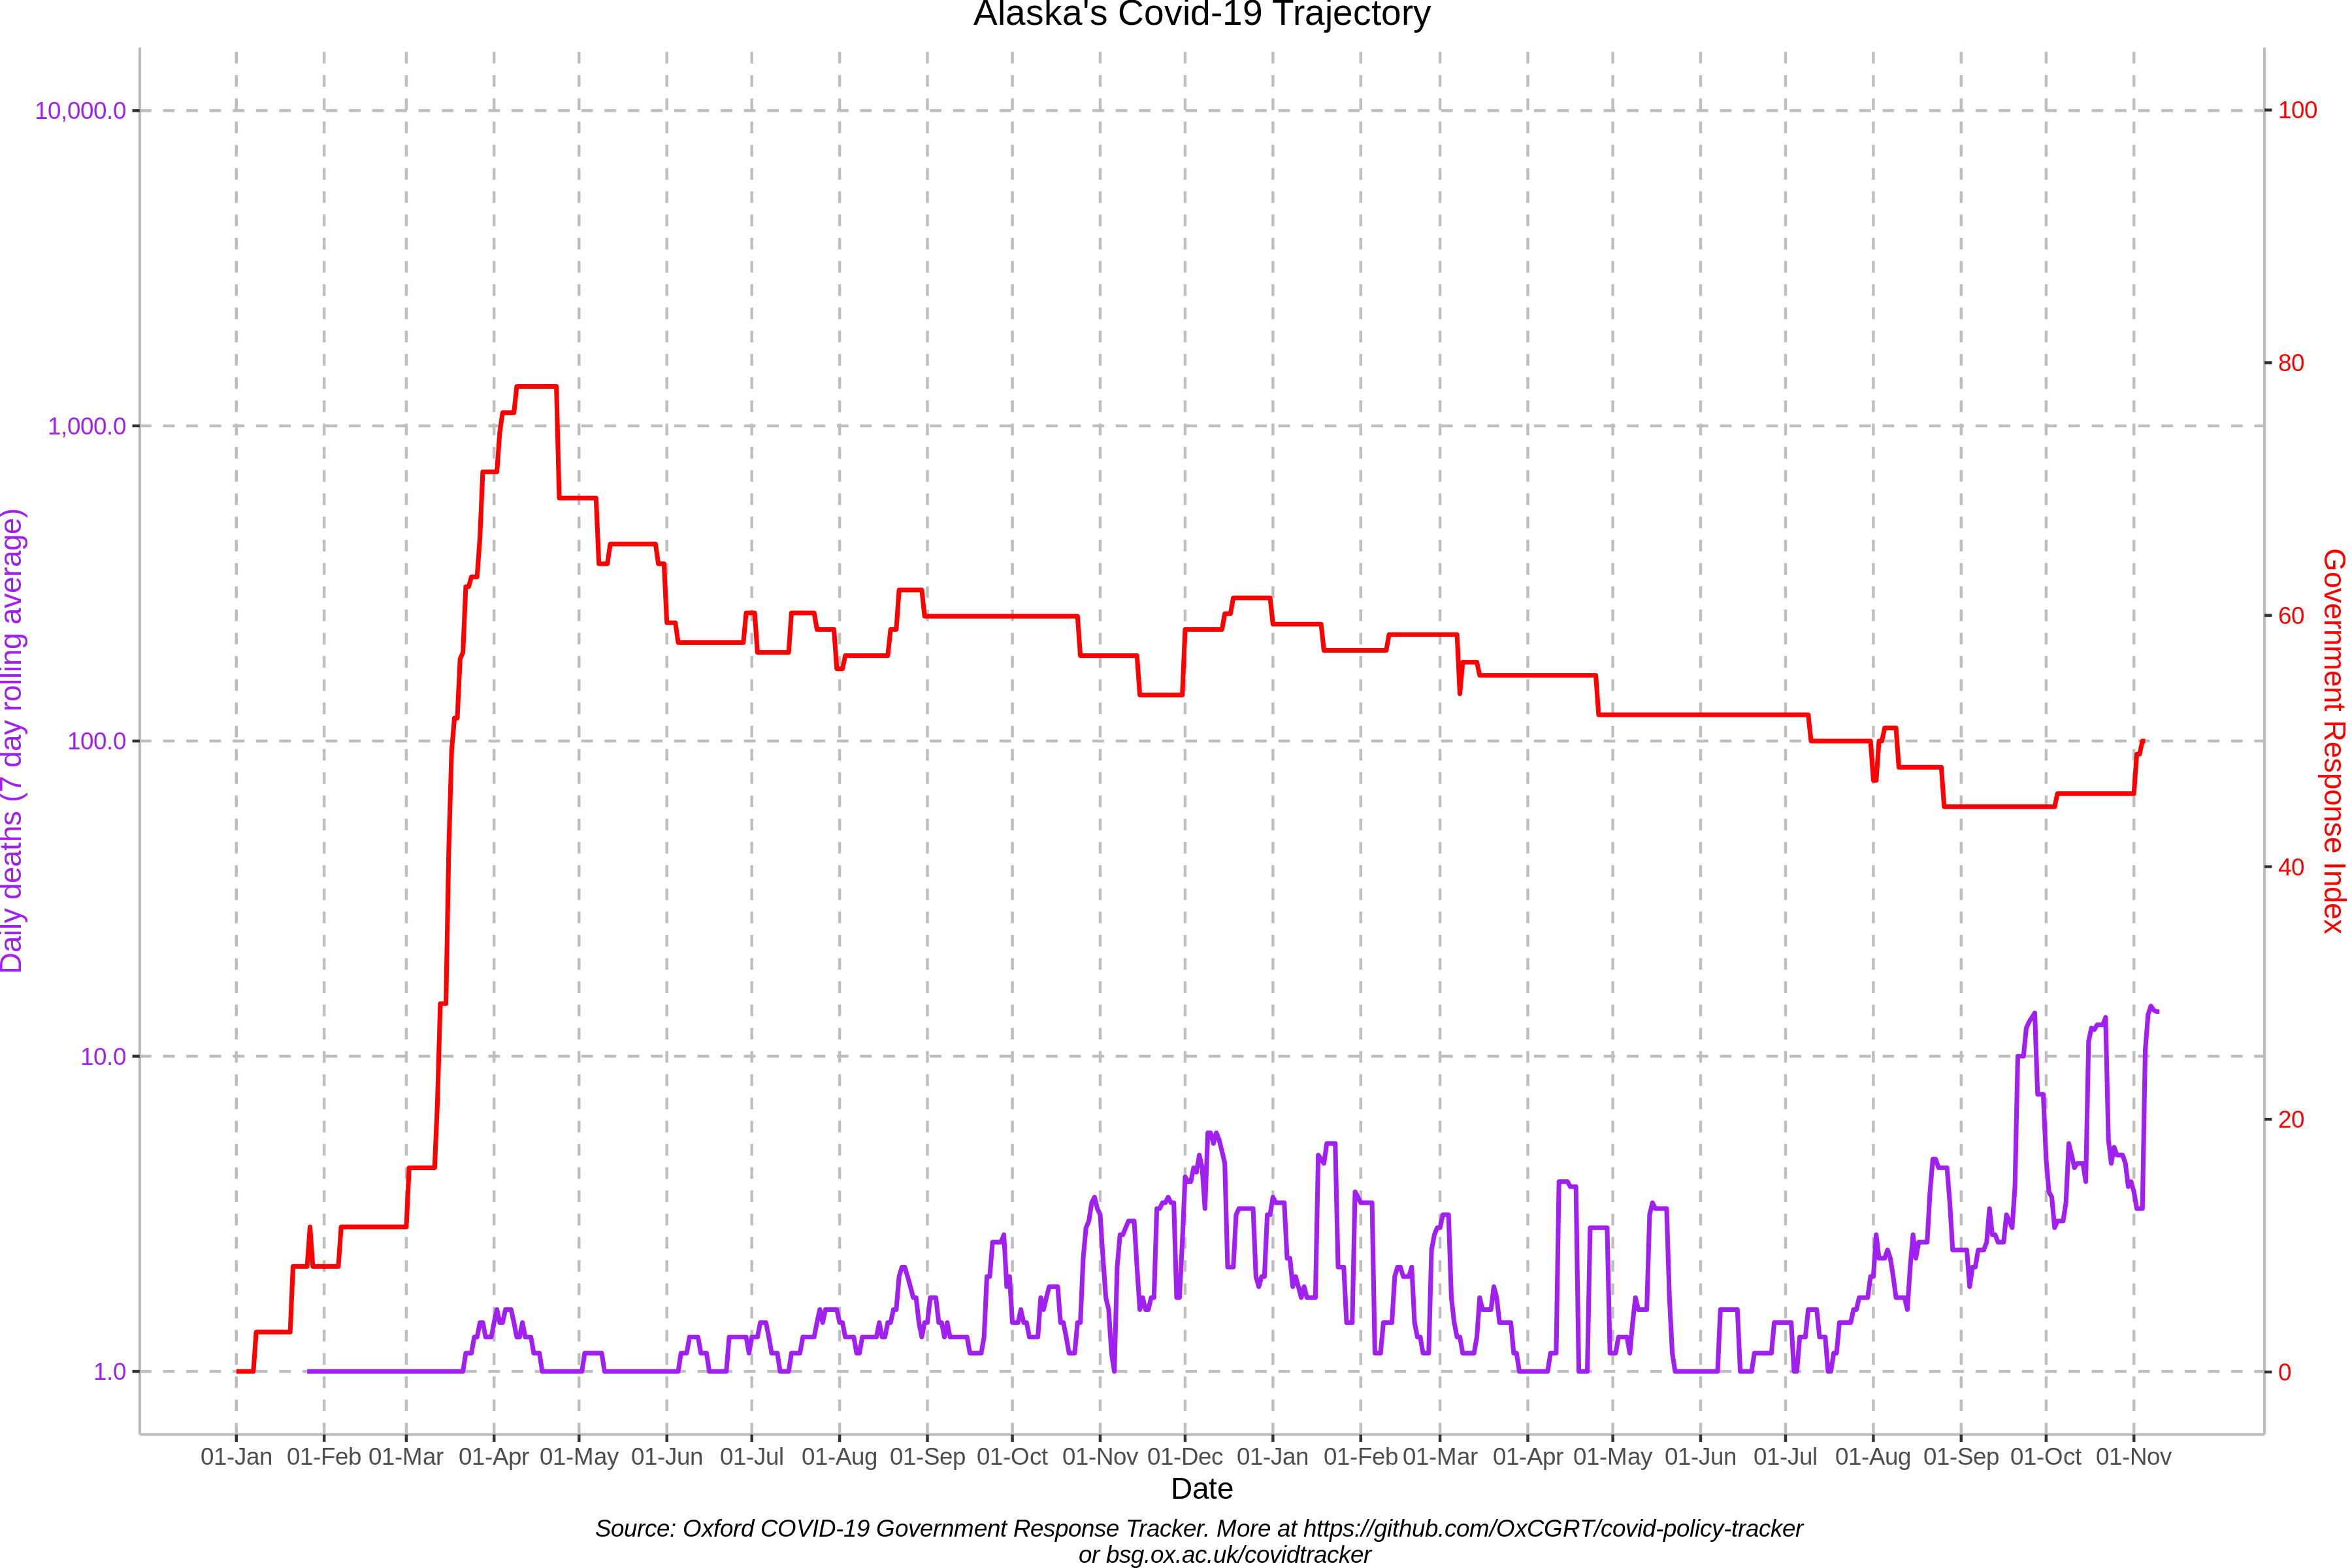 Alaska's Covid-19 Trajectory
10,000.0
1,000.0
100.0
10.0
1.0
Daily deaths (7 day rolling average)
100
80
60
40
20
0
Government Response Index
01-Jan 01-Feb 01-Mar 01-Apr 01-May 01-Jun 01-Jul 01-Aug 01-Sep 01-Oct 01-Nov 01-Dec 01-Jan 01-Feb 01-Mar 01-Apr 01-May 01-Jun 01-Jul 01-Aug 01-Sep 01-Oct 01-Nov
Date
Source: Oxford COVID-19 Government Response Tracker. More at https://github.com/OxCGRT/covid-policy-tracker
or bsg.ox.ac.uk/covidtracker